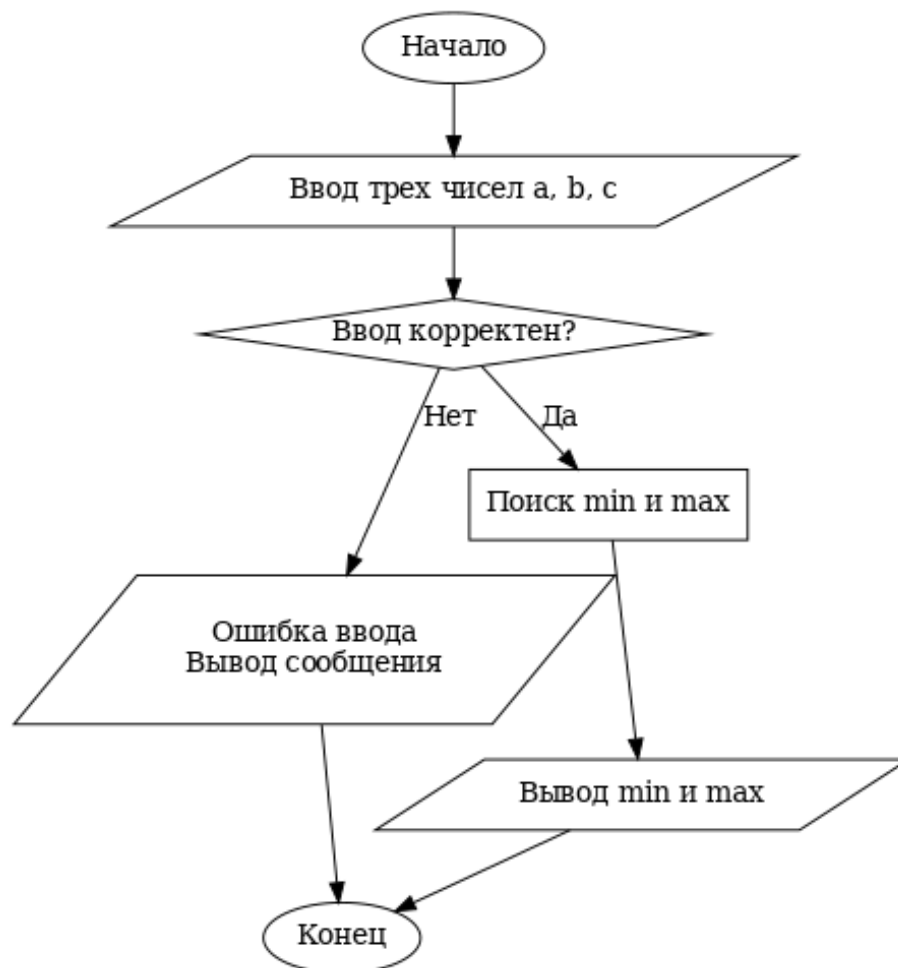 Начало
Ввод трех чисел a, b, c
Ввод корректен?
Нет
Да
Поиск min и max
Ошибка ввода
Вывод сообщения
Вывод min и max
Конец